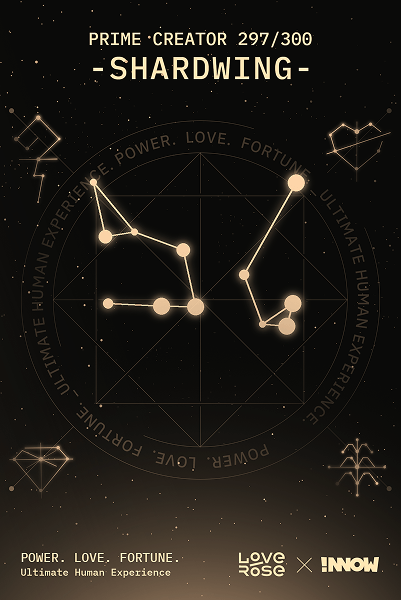 PRIME·CREATOR 297/300
-SHARDWING-
POWER. LOVE. FORTUNE. – ULTIMATE HUMAN EXPERIENCE.
POWER. LOVE. FORTUNE – ULTIMATE HUMAN EXPERIENCE.
POWER. LOVE. FORTUNE.
Ultimate Human Experience
LOVE
ROSE
×
!NNOW